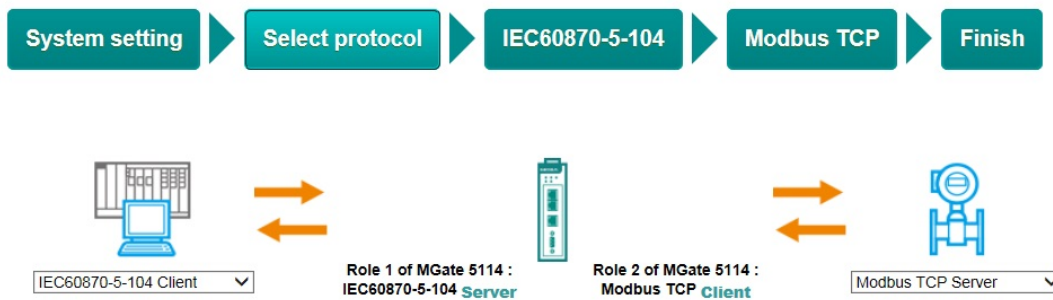 System setting
Select protocol
IEC60870-5-104
Modbus TCP
Finish
IEC60870-5-104 Client
Role 1 of MGate 5114 :
IEC60870-5-104 Server
Role 2 of MGate 5114 :
Modbus TCP Client
Modbus TCP Server